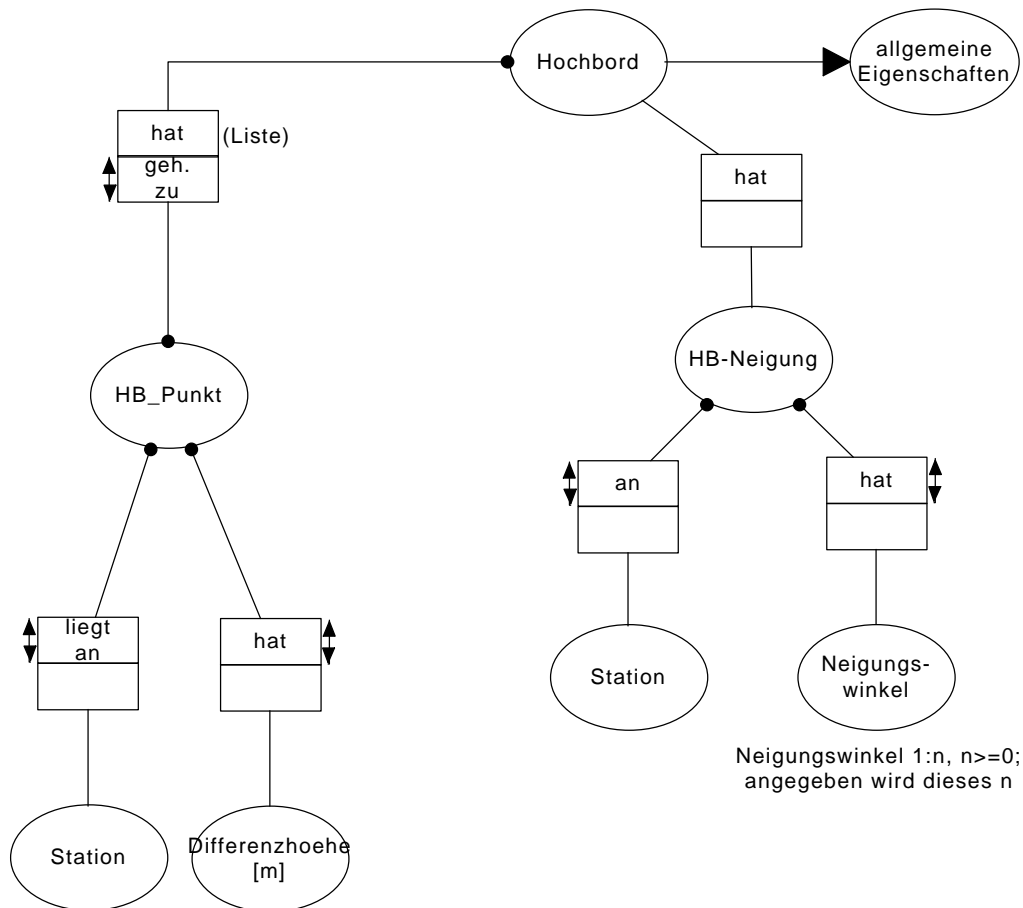 Hochbord
allgemeine
Eigenschaften
hat
(Liste)
geh.
zu
hat
HB_Punkt
HB-Neigung
an
hat
liegt
an
hat
Station
Neigungs-
winkel
Neigungswinkel 1:n, n>=0;
angegeben wird dieses n
Station
Differenzhoehe
[m]